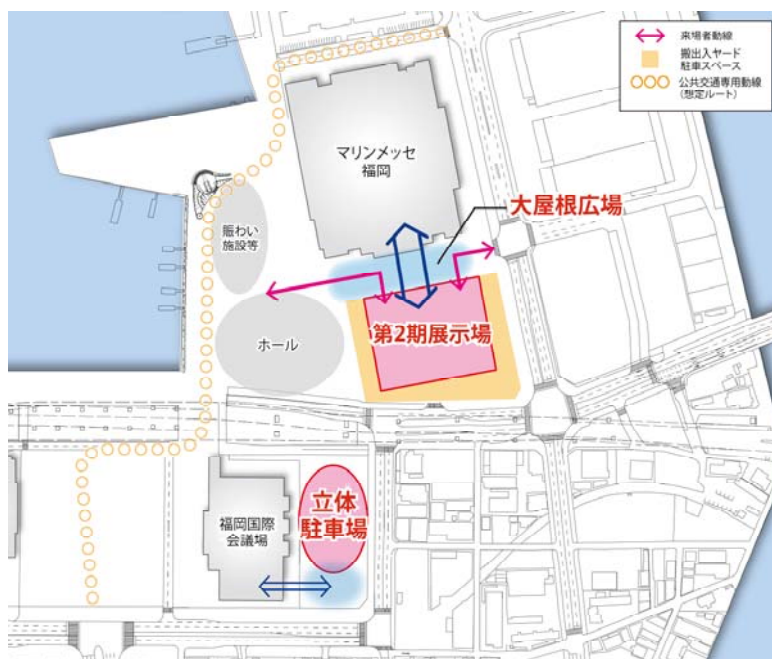 来場者動線
搬出入ヤード
駐車スペース
公共交通専用動線
(想定ルート)
マリンメッセ
福岡
大屋根広場
賑わい
施設等
ホール
第2期展示場
福岡国際
会議場
立体
駐車場